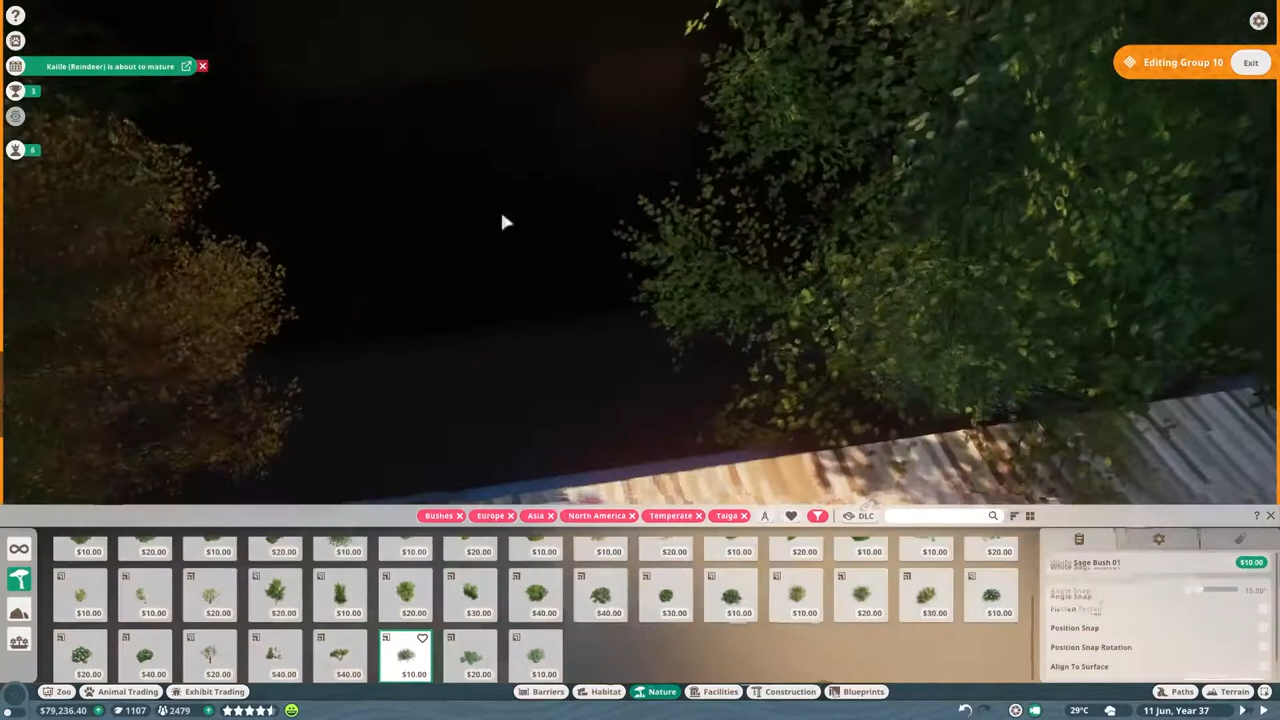 ?
Kaille (Reindeer) is about to mature
3
6
Editing Group 10
Exit
Bushes
Europe
Asia
North America
Temperate
Taiga
DLC
?
$10.00 $20.00 $10.00 $20.00 $10.00 $10.00 $20.00 $10.00 $10.00 $20.00 $10.00 $20.00 $10.00 $10.00 $20.00
$10.00 $10.00 $20.00 $20.00 $10.00 $20.00 $30.00 $40.00 $40.00 $30.00 $10.00 $10.00 $20.00 $30.00 $10.00
$20.00 $40.00 $20.00 $40.00 $40.00 $10.00 $20.00 $10.00
Sage Bush 01
$10.00
Angle Snap
15.00°
Position Snap
Position Snap Rotation
Align To Surface
Zoo
Animal Trading
Exhibit Trading
Barriers
Habitat
Nature
Facilities
Construction
Blueprints
Paths
Terrain
$79,236.40
1107
2479
29°C
11 Jun, Year 37